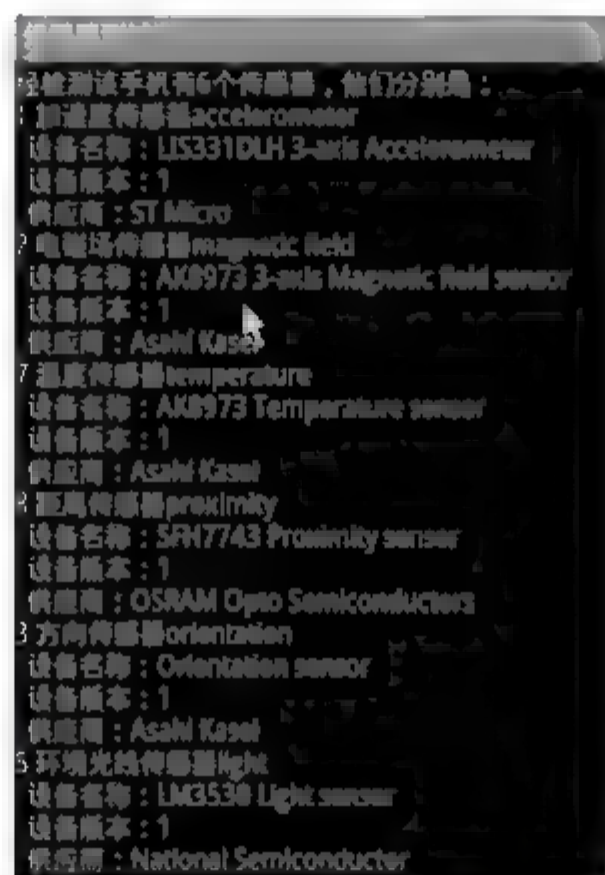 经检测该手机有6个传感器，他们分别是：
1 加速度传感器accelerometer
设备名称：LIS331DLH 3-axis Accelerometer
设备版本：1
供应商：ST Micro
2 电磁场传感器magnetic field
设备名称：AK8973 3-axis Magnetic field sensor
设备版本：1
供应商：Asahi Kasei
7 温度传感器temperature
设备名称：AK8973 Temperature sensor
设备版本：1
供应商：Asahi Kasei
8 距离传感器proximity
设备名称：SFH7743 Proximity sensor
设备版本：1
供应商：OSRAM Opto Semiconductors
3 方向传感器orientation
设备名称：Orientation sensor
设备版本：1
供应商：Asahi Kasei
5 环境光线传感器light
设备名称：LM3530 Light sensor
设备版本：1
供应商：National Semiconductor